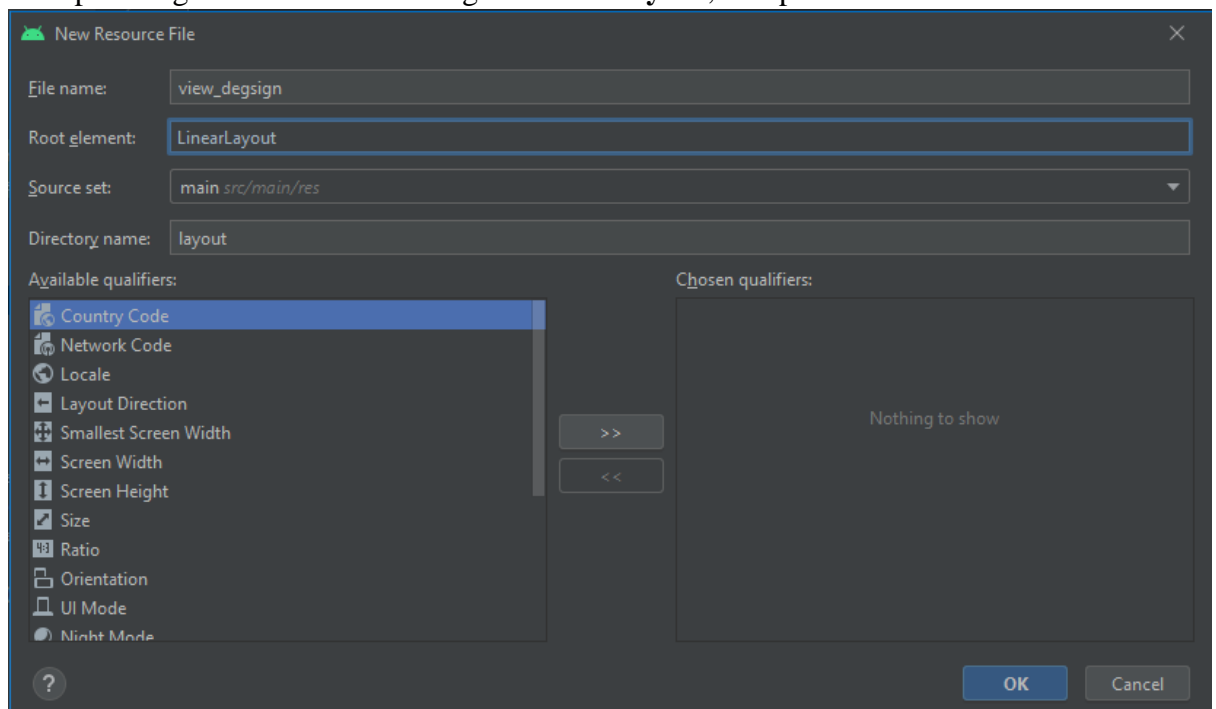 New Resource File
File name: view_degsign
Root element: LinearLayout
Source set: main src/main/res
Directory name: layout
Available qualifiers: Chosen qualifiers:
Country Code
Network Code
Locale
Layout Direction
Smallest Screen Width
Screen Width
Screen Height
Size
Ratio
Orientation
UI Mode
Night Mode
>>
<<
Nothing to show
? OK Cancel